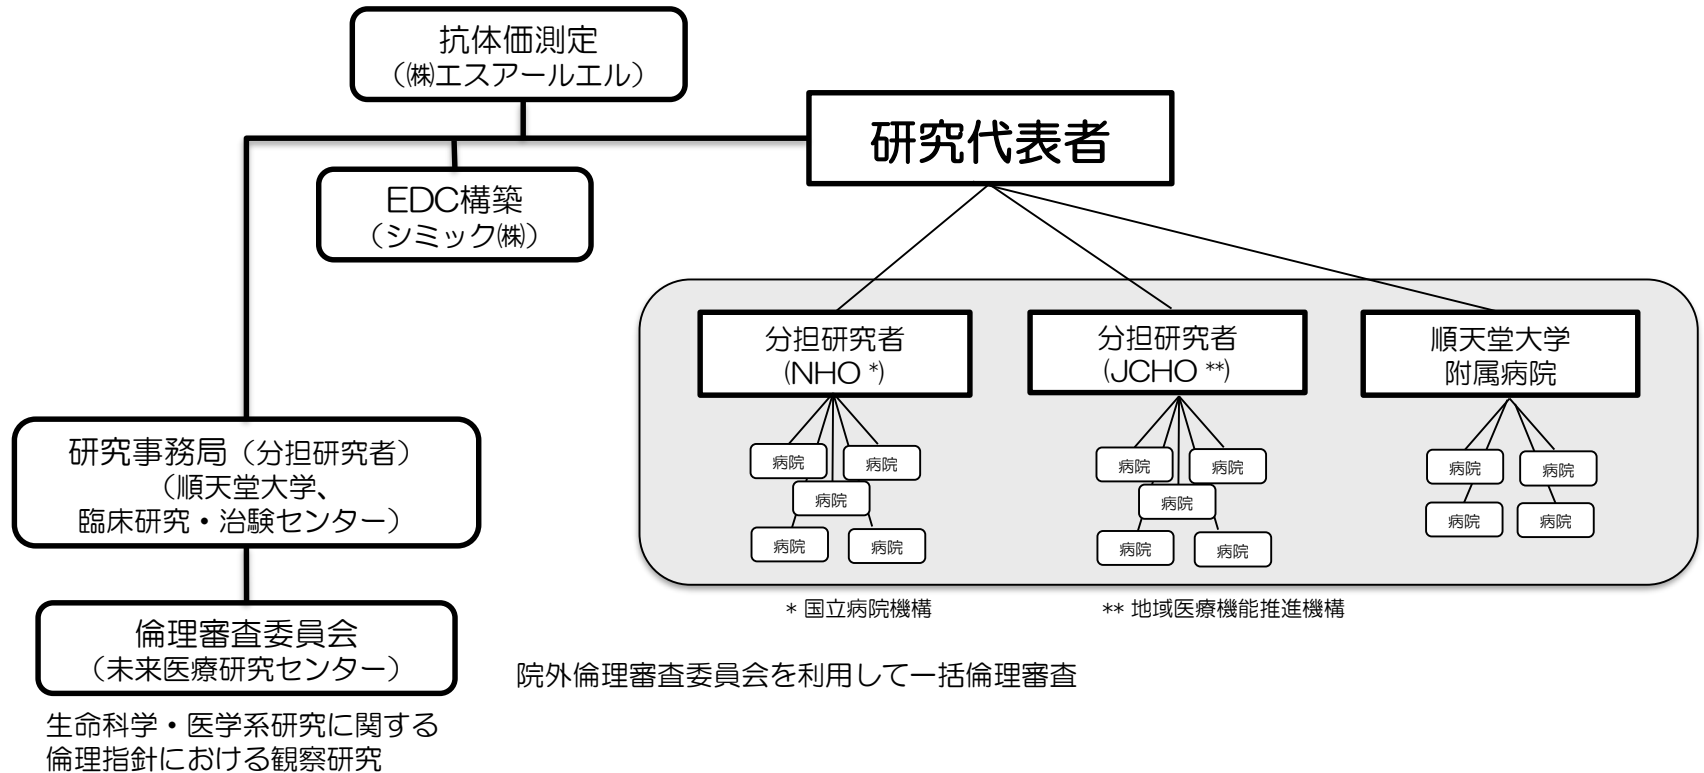 抗体価測定
（㈱エスアールエル）
研究代表者
EDC構築
（シミック㈱）
分担研究者
(NHO *)
分担研究者
(JCHO **)
順天堂大学
附属病院
病院
病院
病院
病院
病院
病院
病院
病院
病院
病院
病院
病院
病院
病院
研究事務局（分担研究者）
（順天堂大学、
臨床研究・治験センター）
* 国立病院機構
** 地域医療機能推進機構
倫理審査委員会
（未来医療研究センター）
院外倫理審査委員会を利用して一括倫理審査
生命科学・医学系研究に関する
倫理指針における観察研究